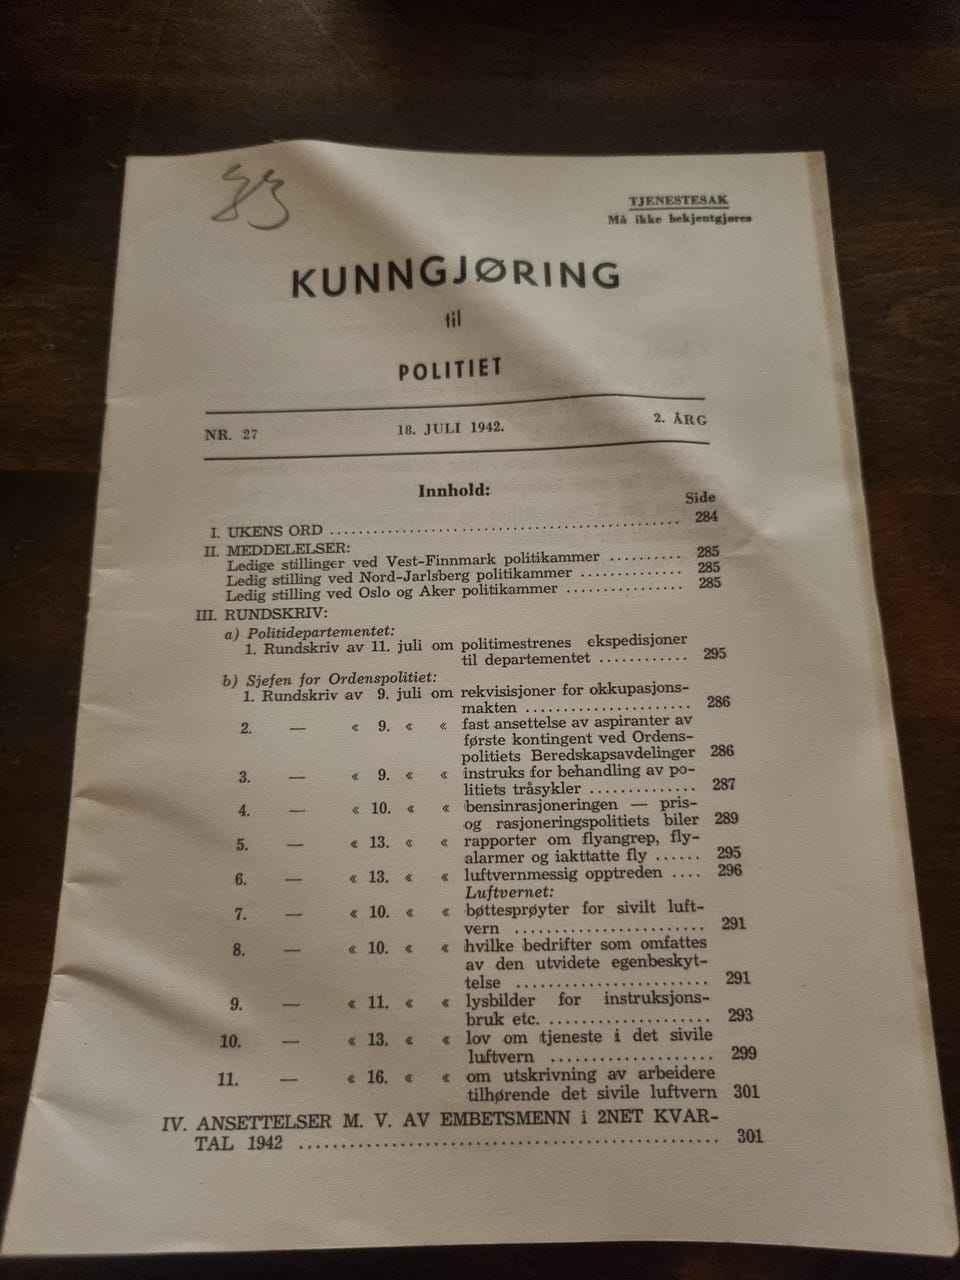 83
TJENESTESAK
Må ikke bekjentgjøres
KUNNGJØRING
til
POLITIET
NR. 27 18. JULI 1942. 2. ÅRG
Innhold:
Side
I. UKENS ORD ........................................ 284
II. MEDDELELSER:
Ledige stillinger ved Vest-Finnmark politikammer .......... 285
Ledig stilling ved Nord-Jarlsberg politikammer .............. 285
Ledig stilling ved Oslo og Aker politikammer ................ 285
III. RUNDSKRIV:
a) Politidepartementet:
1. Rundskriv av 11. juli om politimestrenes ekspedisjoner
til departementet ............ 295
b) Sjefen for Ordenspolitiet:
1. Rundskriv av 9. juli om rekvisisjoner for okkupasjons-
makten ...................... 286
2. — « 9. « « fast ansettelse av aspiranter av
første kontingent ved Ordens-
politiets Beredskapsavdelinger 286
3. — « 9. « « instruks for behandling av po-
litiets tråsykler .............. 287
4. — « 10. « « bensinrasjoneringen — pris-
og rasjoneringspolitiets biler 289
5. — « 13. « « rapporter om flyangrep, fly-
alarmer og iakttatte fly ...... 295
6. — « 13. « « luftvernmessig opptreden .... 296
Luftvernet:
7. — « 10. « « bøttesprøyter for sivilt luft-
vern ........................ 291
8. — « 10. « « hvilke bedrifter som omfattes
av den utvidete egenbeskyt-
telse ........................ 291
9. — « 11. « « lysbilder for instruksjons-
bruk etc. .................... 293
10. — « 13. « « lov om tjeneste i det sivile
luftvern .................... 299
11. — « 16. « « om utskrivning av arbeidere
tilhørende det sivile luftvern 301
IV. ANSETTELSER M. V. AV EMBETSMENN i 2NET KVAR-
TAL 1942 .......................................... 301